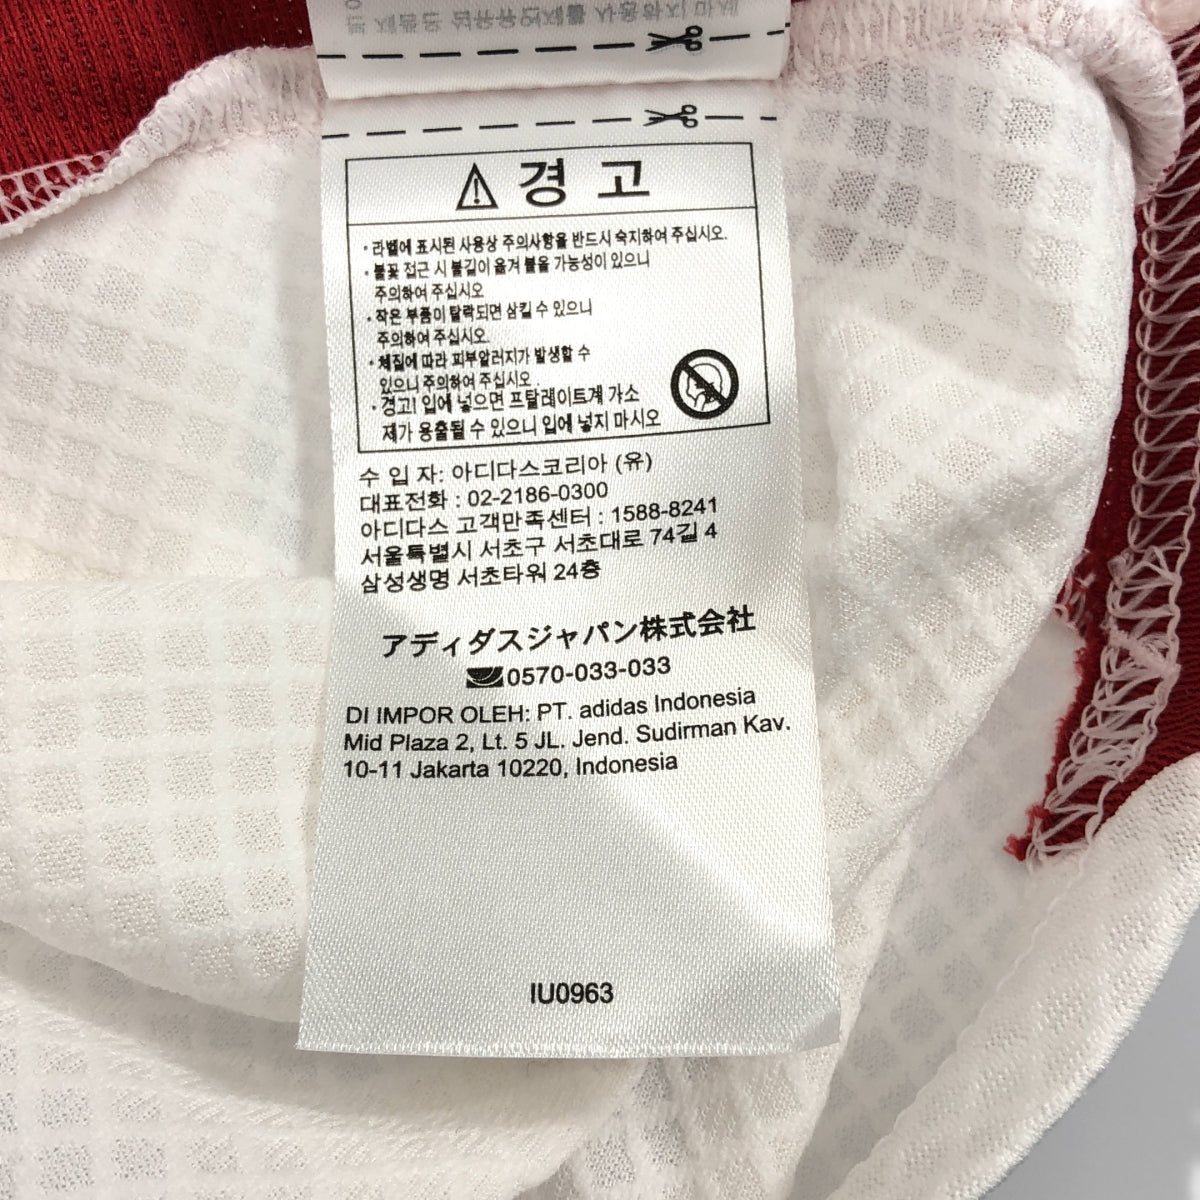 경 고
· 라벨에 표시된 사용상 주의사항을 반드시 숙지하여 주십시오.
· 불꽃 접근 시 불길이 옮겨 붙을 가능성이 있으니
주의하여 주십시오
· 작은 부품이 탈락되면 삼킬 수 있으니
주의하여 주십시오.
· 체질에 따라 피부알러지가 발생할 수
있으니 주의하여 주십시오.
· 경고! 입에 넣으면 프탈레이트계 가소
제가 용출될 수 있으니 입에 넣지 마시오
수 입 자: 아디다스코리아 (유)
대표전화 : 02-2186-0300
아디다스 고객만족센터 : 1588-8241
서울특별시 서초구 서초대로 74길 4
삼성생명 서초타워 24층
アディダスジャパン株式会社
0570-033-033
DI IMPOR OLEH: PT. adidas Indonesia
Mid Plaza 2, Lt. 5 JL. Jend. Sudirman Kav.
10-11 Jakarta 10220, Indonesia
IU0963